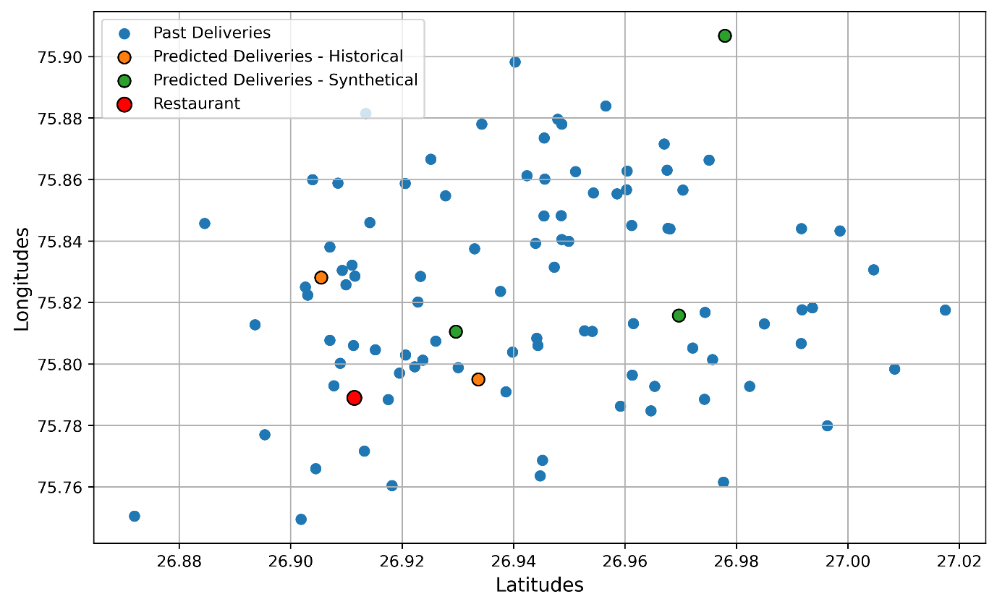 Past Deliveries
Predicted Deliveries - Historical
Predicted Deliveries - Synthetical
Restaurant
75.90
75.88
75.86
75.84
75.82
75.80
75.78
75.76
Longitudes
26.88 26.90 26.92 26.94 26.96 26.98 27.00 27.02
Latitudes